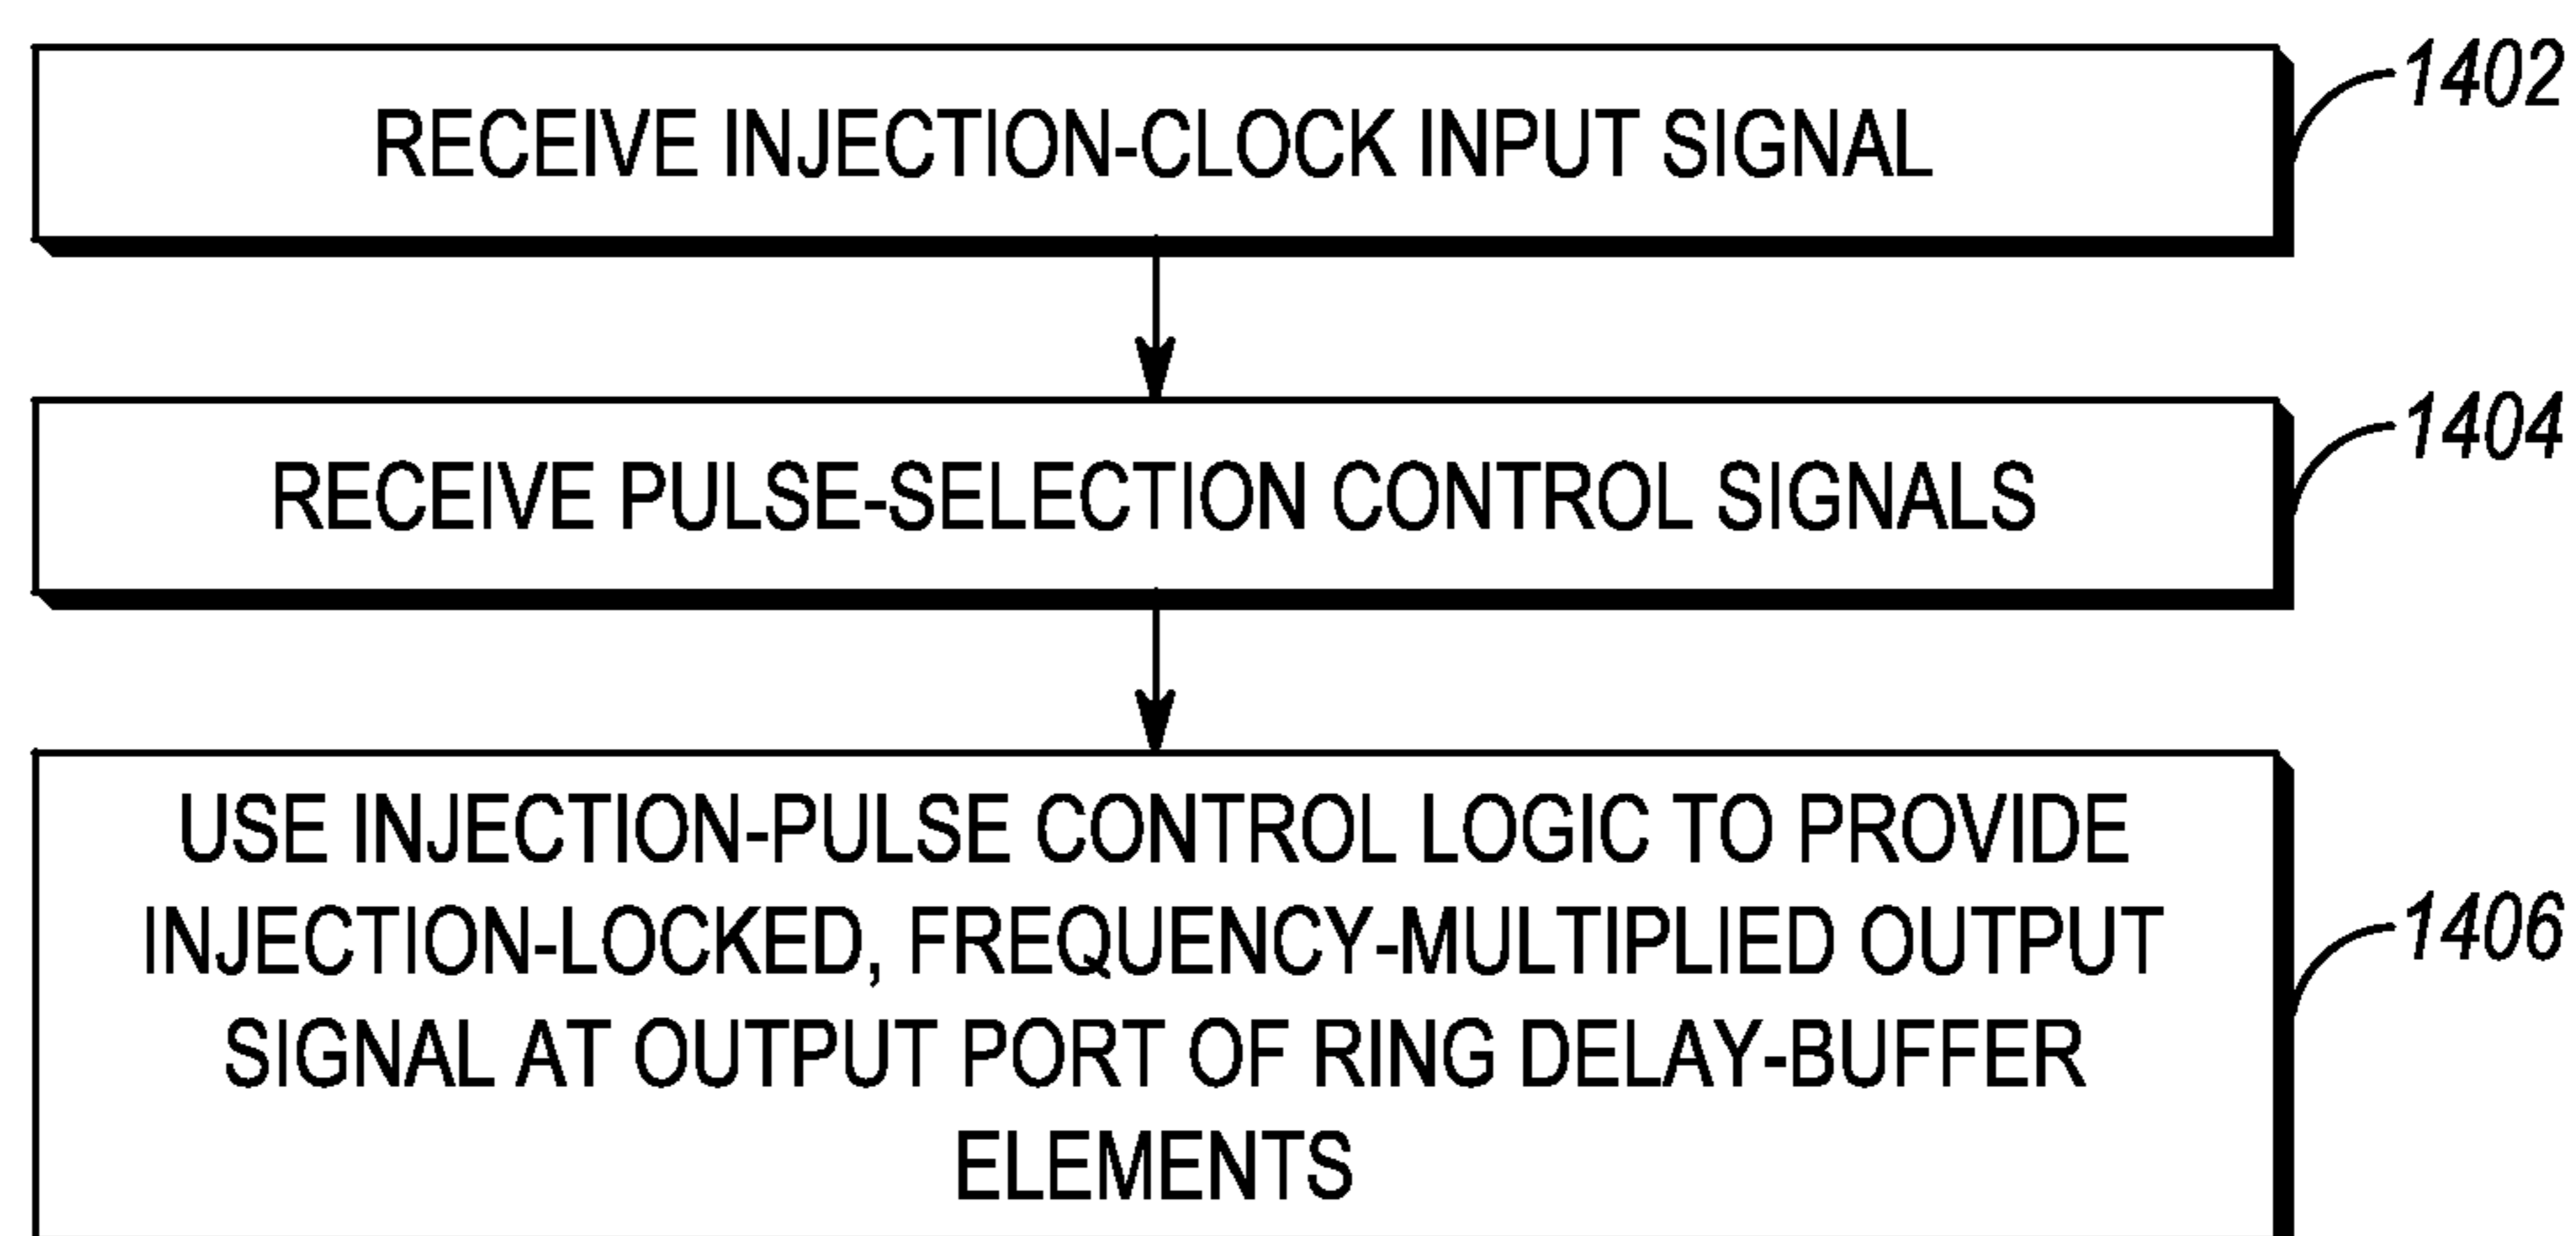 RECEIVE INJECTION-CLOCK INPUT SIGNAL
1402
RECEIVE PULSE-SELECTION CONTROL SIGNALS
1404
USE INJECTION-PULSE CONTROL LOGIC TO PROVIDE
INJECTION-LOCKED, FREQUENCY-MULTIPLIED OUTPUT
SIGNAL AT OUTPUT PORT OF RING DELAY-BUFFER
ELEMENTS
1406